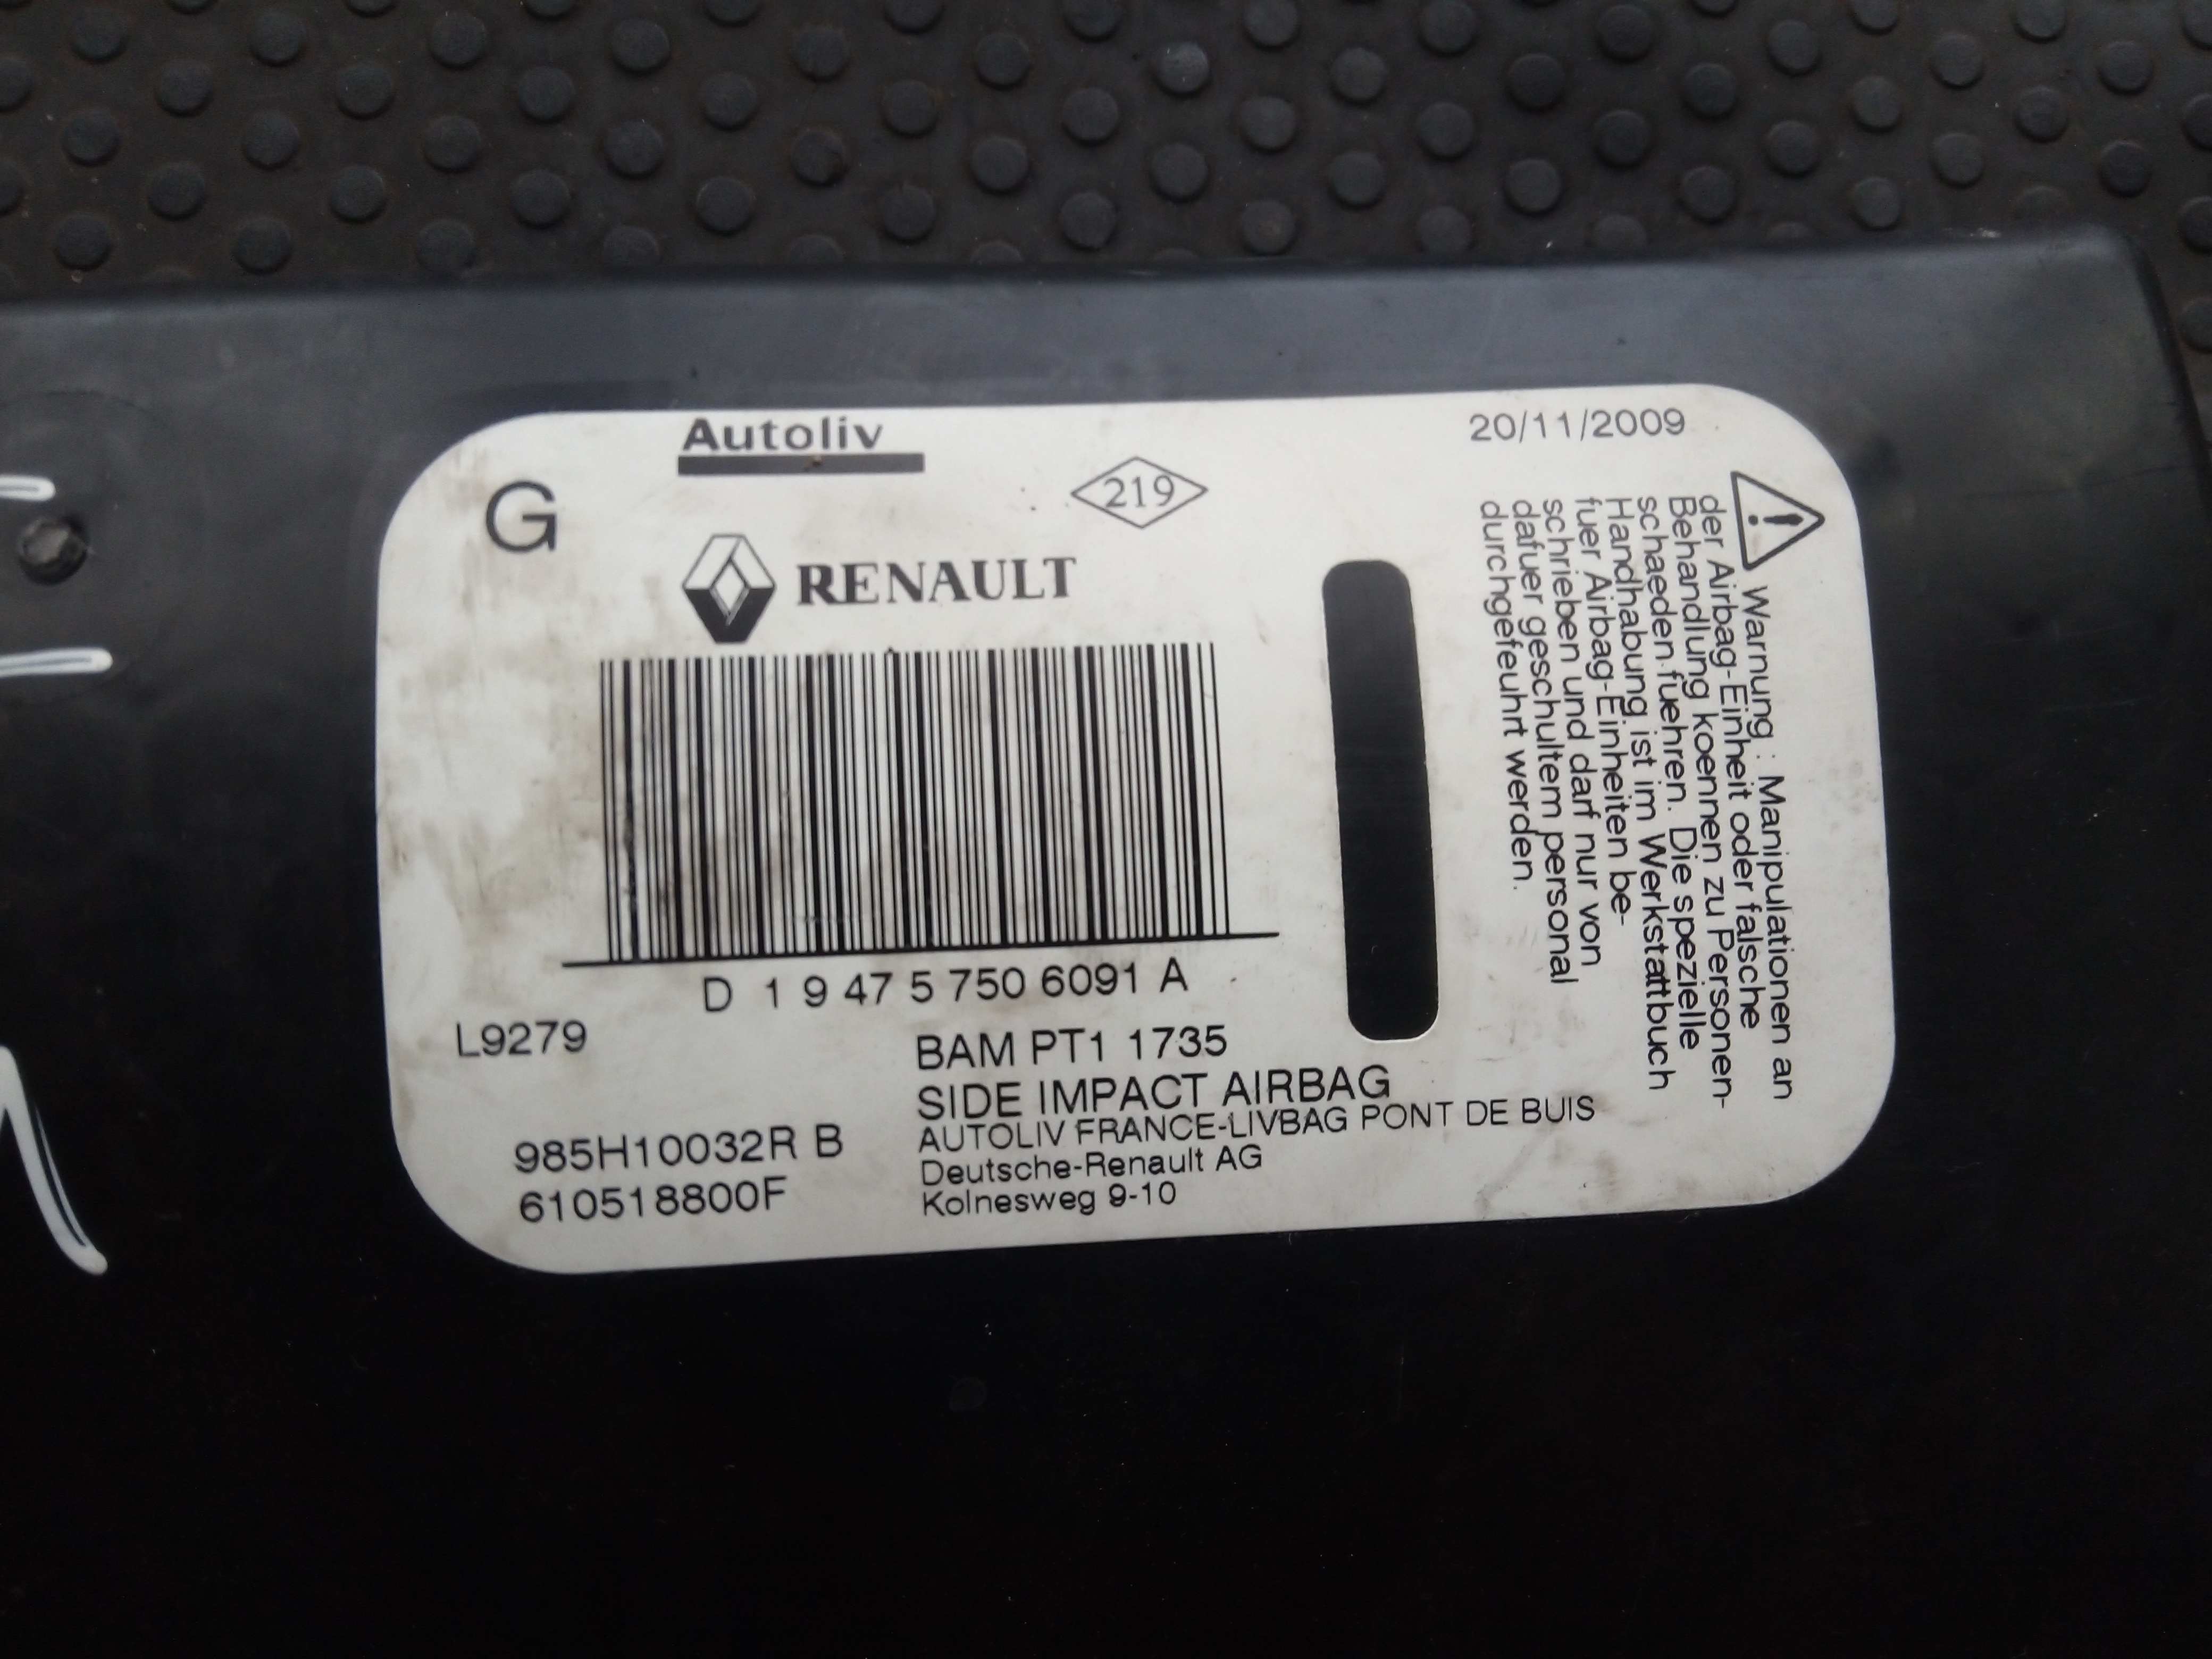 Autoliv
20/11/2009
G
219
RENAULT
D 1 9 47 5 750 6091 A
L9279
BAM PT1 1735
SIDE IMPACT AIRBAG
AUTOLIV FRANCE-LIVBAG PONT DE BUIS
Deutsche-Renault AG
Kolnesweg 9-10
985H10032R B
610518800F
Warnung : Manipulationen an
der Airbag-Einheit oder falsche
Behandlung koennen zu Personen-
schaeden fuehren. Die spezielle
Handhabung ist im Werkstattbuch
fuer Airbag-Einheiten be-
schrieben und darf nur von
dafuer geschultem personal
durchgefeuhrt werden.